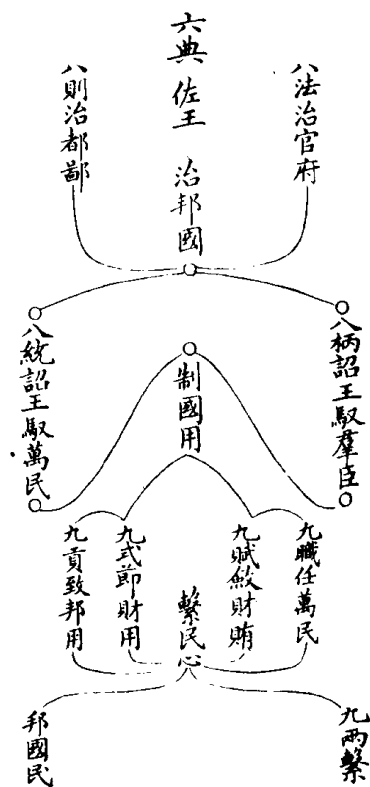 六典佐王治邦國
八法治官府
八則治都鄙
八柄詔王馭羣臣
八統詔王馭萬民
制國用
九職任萬民
九賦斂財賄
九式節財用
九貢致邦用
繫民心
九兩繫
邦國民